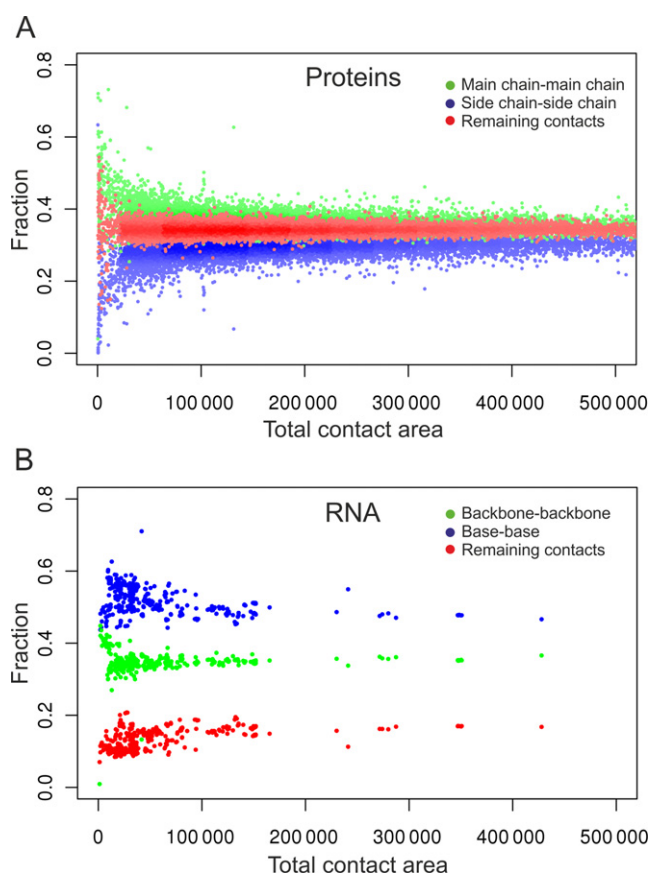 A
Proteins
Main chain-main chain
Side chain-side chain
Remaining contacts
Fraction
0.8
0.6
0.4
0.2
0.0
0 100 000 200 000 300 000 400 000 500 000
Total contact area
B
RNA
Backbone-backbone
Base-base
Remaining contacts
Fraction
0.8
0.6
0.4
0.2
0.0
0 100 000 200 000 300 000 400 000 500 000
Total contact area